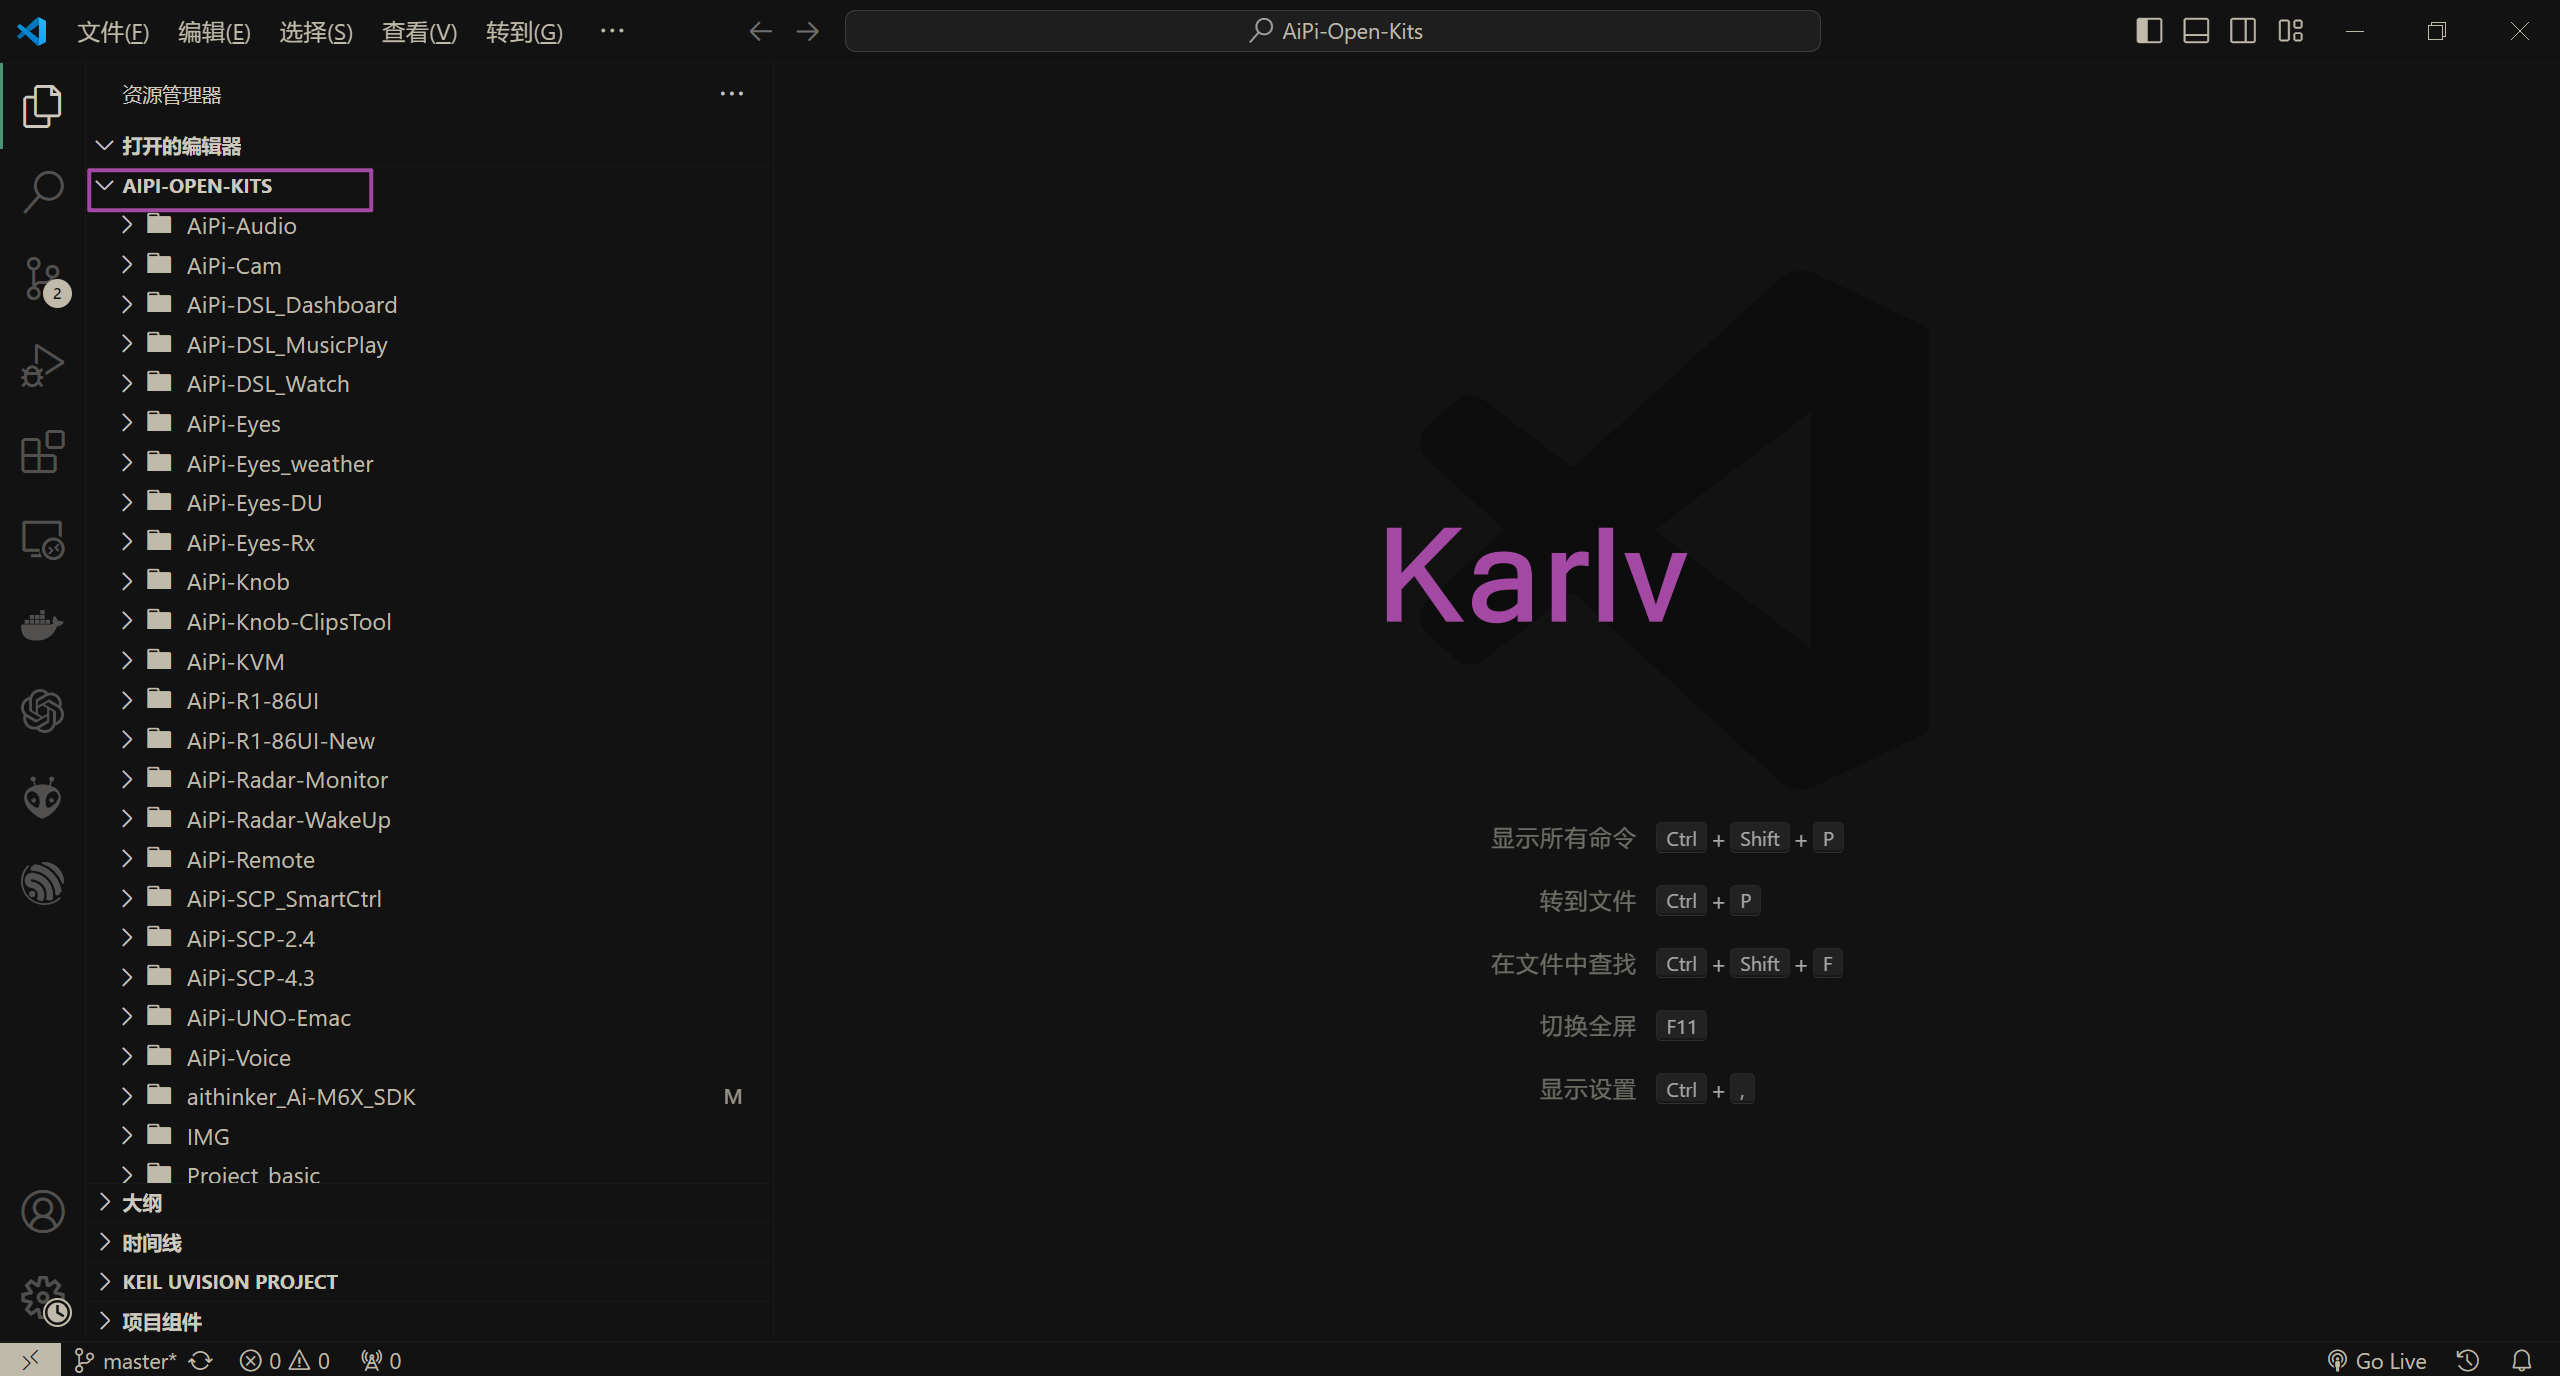 文件(F) 编辑(E) 选择(S) 查看(V) 转到(G) ··· AiPi-Open-Kits
资源管理器 ···
打开的编辑器
AIPI-OPEN-KITS
AiPi-Audio
AiPi-Cam
AiPi-DSL_Dashboard
AiPi-DSL_MusicPlay
AiPi-DSL_Watch
AiPi-Eyes
AiPi-Eyes_weather
AiPi-Eyes-DU
AiPi-Eyes-Rx
AiPi-Knob
AiPi-Knob-ClipsTool
AiPi-KVM
AiPi-R1-86UI
AiPi-R1-86UI-New
AiPi-Radar-Monitor
AiPi-Radar-WakeUp
AiPi-Remote
AiPi-SCP_SmartCtrl
AiPi-SCP-2.4
AiPi-SCP-4.3
AiPi-UNO-Emac
AiPi-Voice
aithinker_Ai-M6X_SDK M
IMG
Project_basic
大纲
时间线
KEIL UVISION PROJECT
项目组件
2
Karlv
显示所有命令 Ctrl + Shift + P
转到文件 Ctrl + P
在文件中查找 Ctrl + Shift + F
切换全屏 F11
显示设置 Ctrl + ,
master* 0 0 0 Go Live